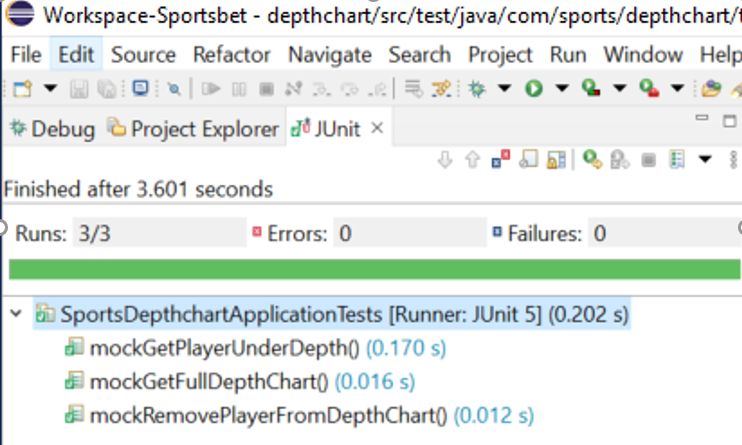 Workspace-Sportsbet - depthchart/src/test/java/com/sports/depthchart/
File Edit Source Refactor Navigate Search Project Run Window Help
Debug Project Explorer JUnit
Finished after 3.601 seconds
Runs: 3/3 Errors: 0 Failures: 0
SportsDepthchartApplicationTests [Runner: JUnit 5] (0.202 s)
mockGetPlayerUnderDepth() (0.170 s)
mockGetFullDepthChart() (0.016 s)
mockRemovePlayerFromDepthChart() (0.012 s)